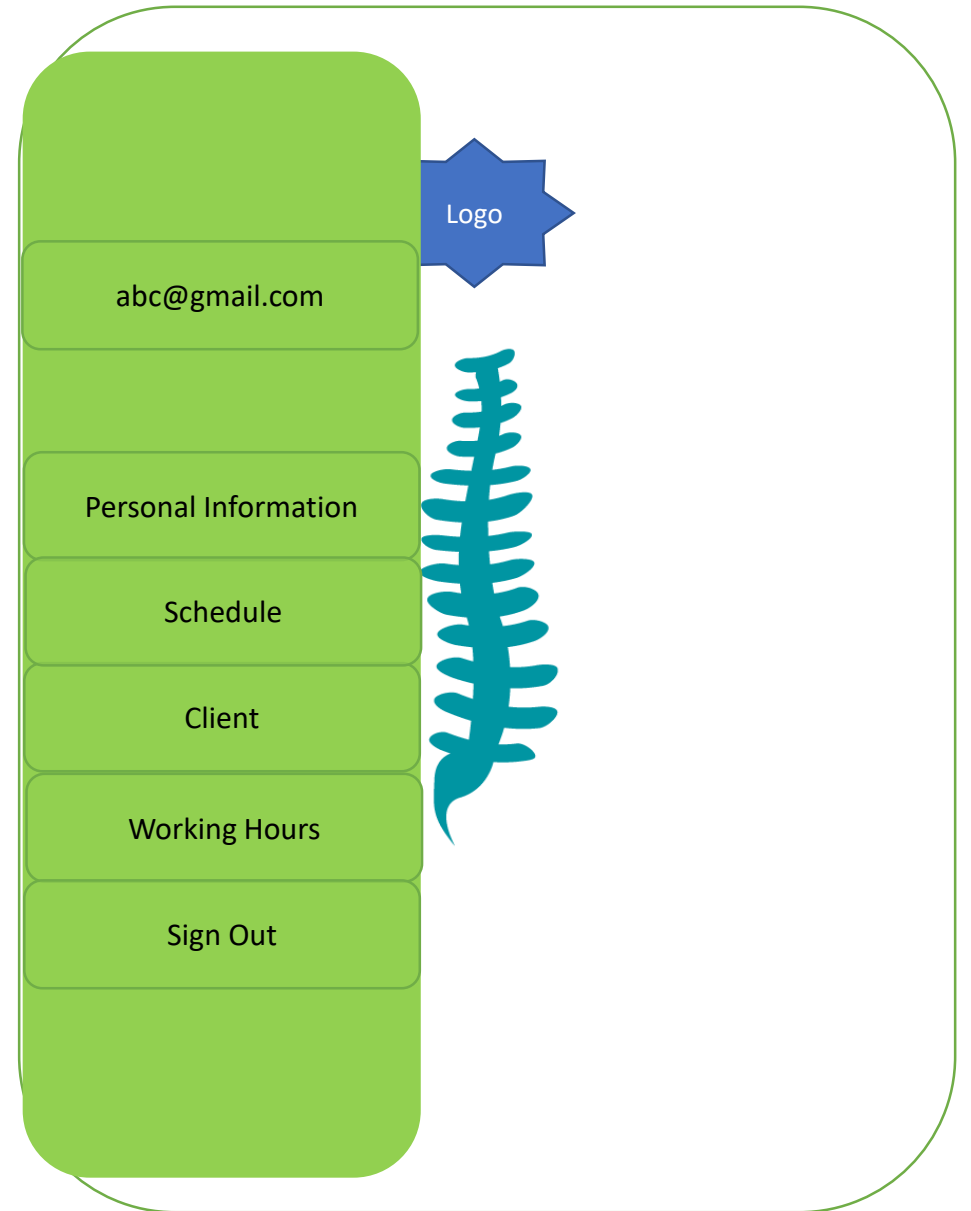 Logo
abc@gmail.com
Personal Information
Schedule
Client
Working Hours
Sign Out